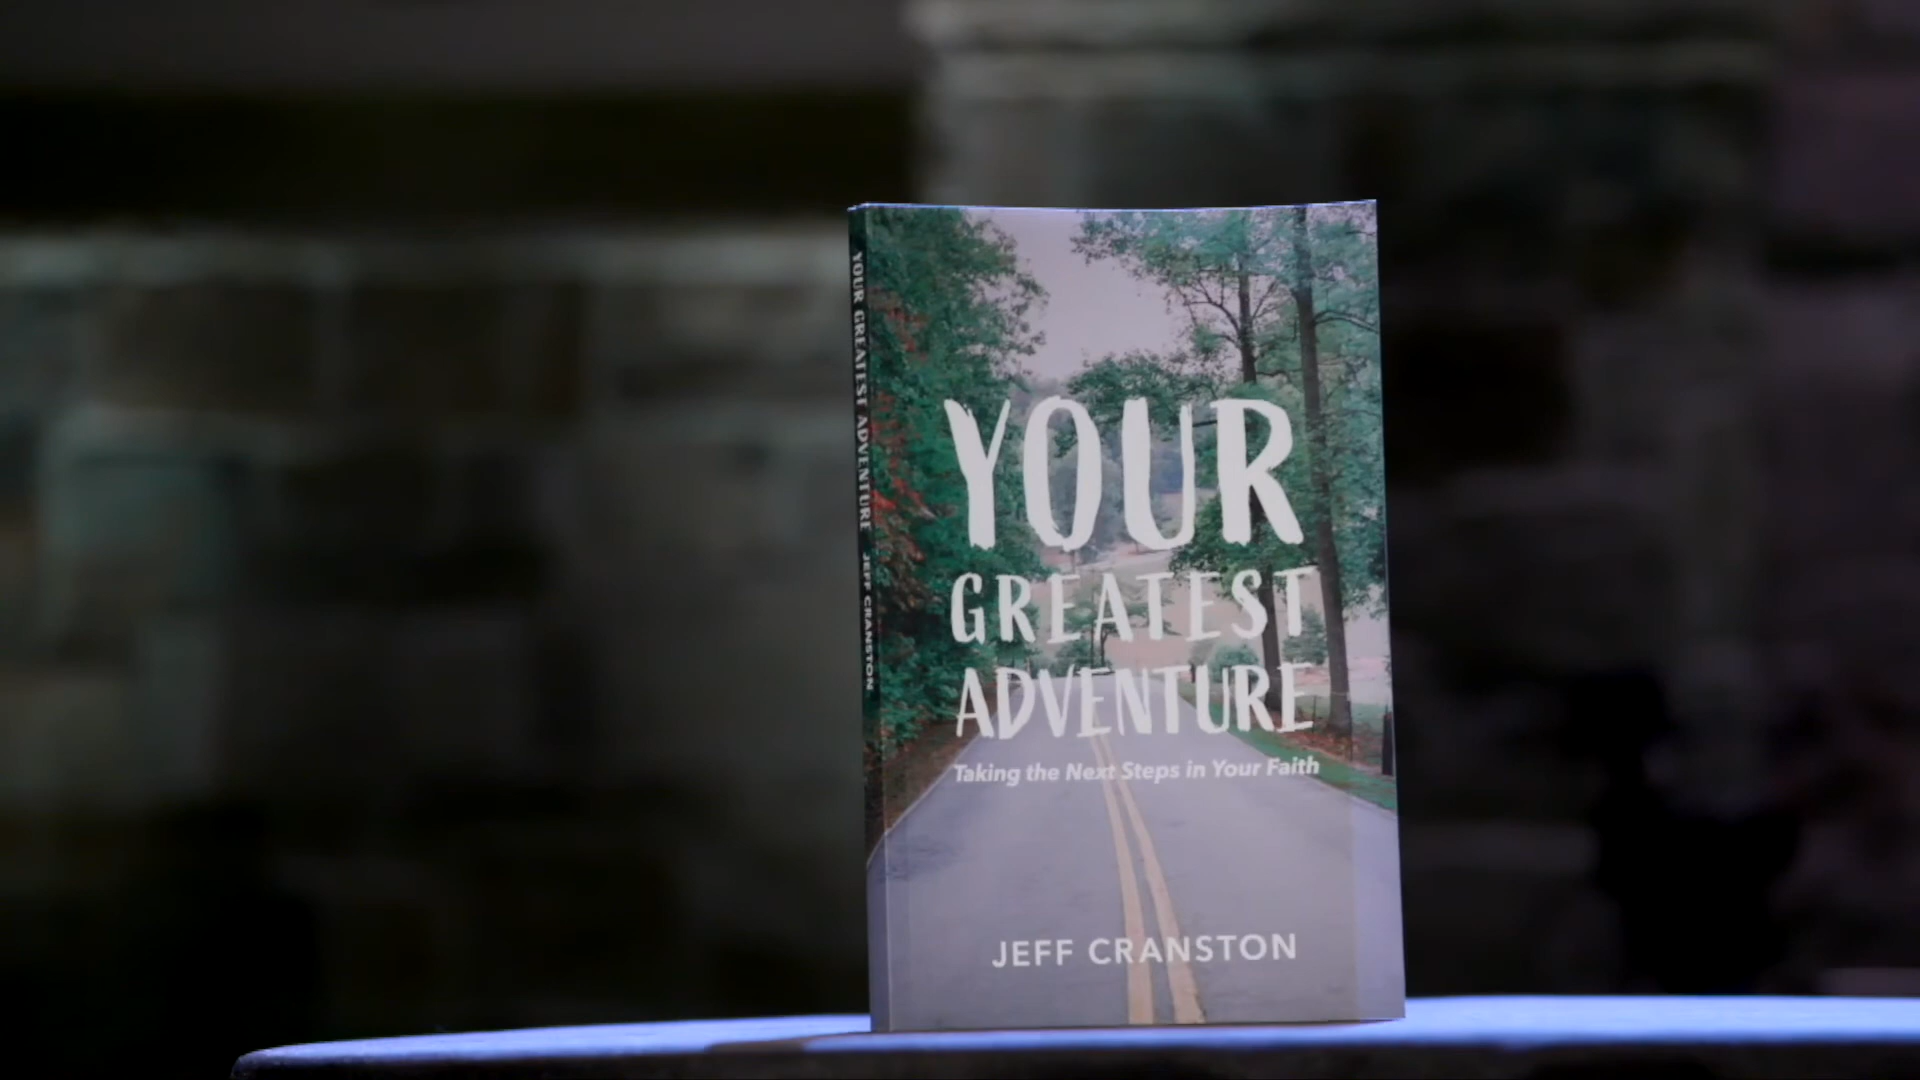 YOUR GREATEST ADVENTURE JEFF CRANSTON
YOUR
GREATEST
ADVENTURE
Taking the Next Steps in Your Faith
JEFF CRANSTON